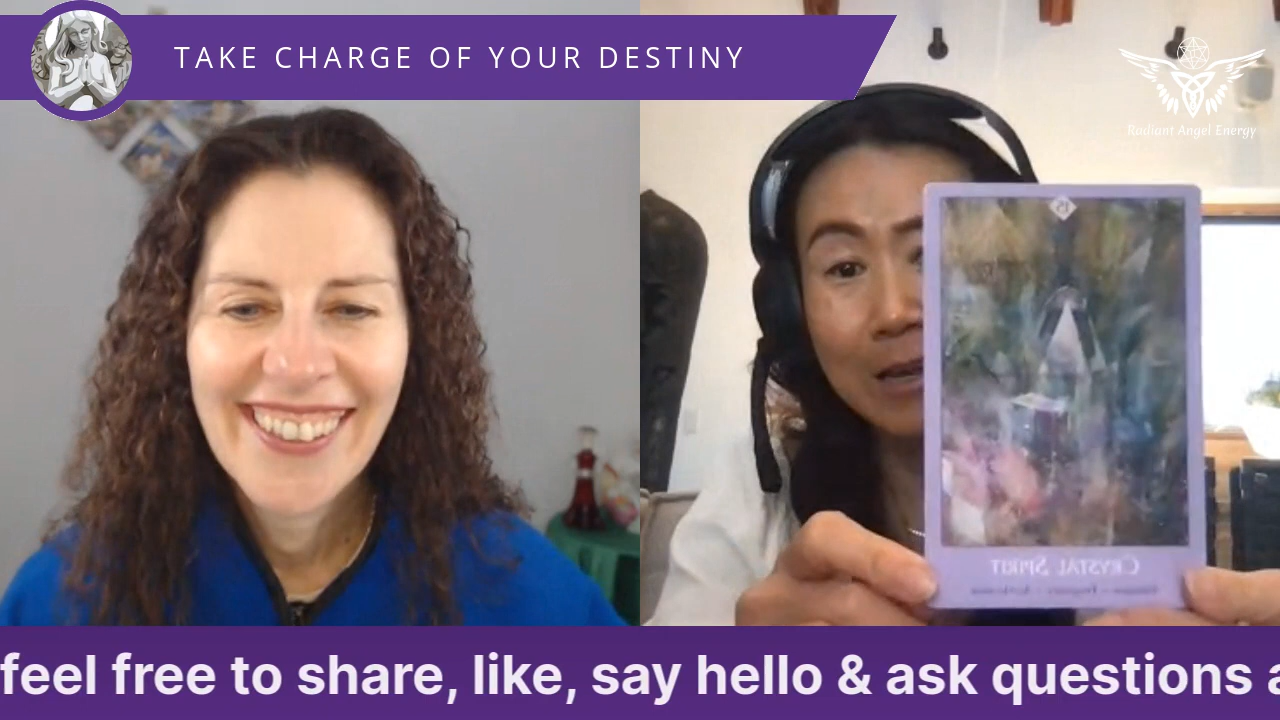 TAKE CHARGE OF YOUR DESTINY
Radiant Angel Energy
15
CRYSTAL SPIRIT
feel free to share, like, say hello & ask questions a